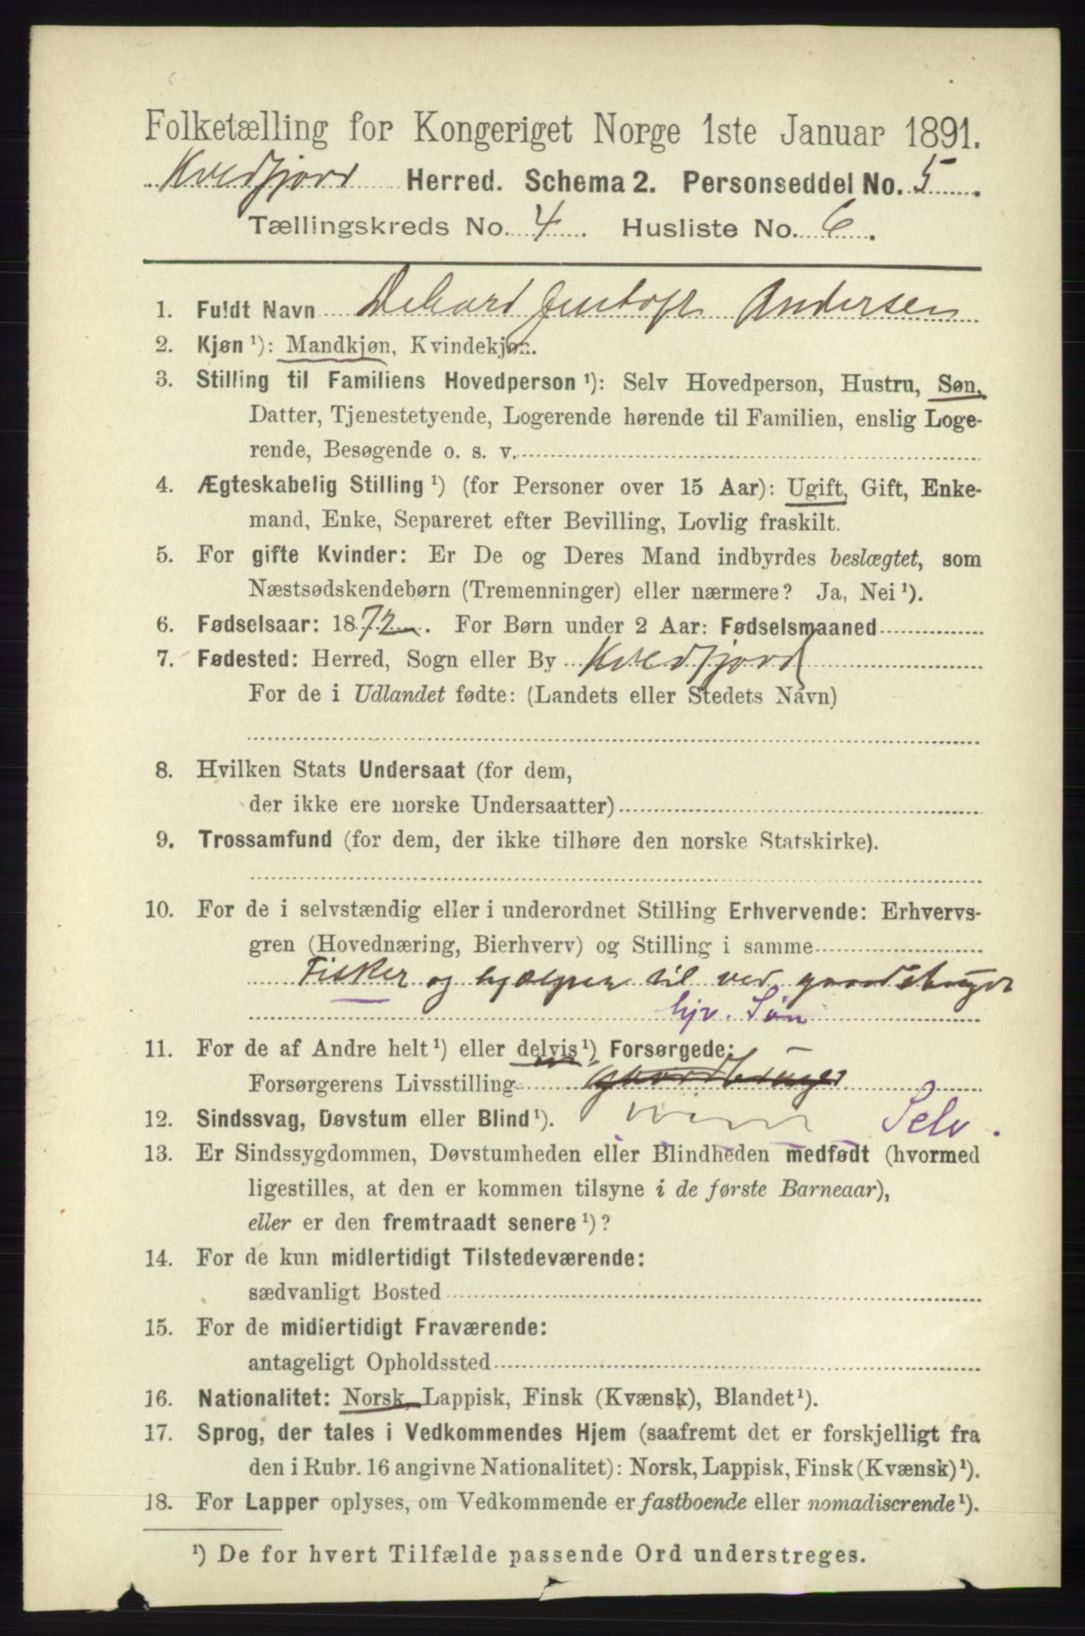 Folketælling for Kongeriget Norge 1ste Januar 1891.
Kvedfjord Herred. Schema 2. Personseddel No. 5.
Tællingskreds No. 4. Husliste No. 6.
1. Fuldt Navn Andersen
2. Kjøn ¹): Mandkjøn, Kvindekjøn.
3. Stilling til Familiens Hovedperson ¹): Selv Hovedperson, Hustru, Søn,
Datter, Tjenestetyende, Logerende hørende til Familien, enslig Loge-
rende, Besøgende o. s. v.
4. Ægteskabelig Stilling ¹) (for Personer over 15 Aar): Ugift, Gift, Enke-
mand, Enke, Separeret efter Bevilling, Lovlig fraskilt.
5. For gifte Kvinder: Er De og Deres Mand indbyrdes beslægtet, som
Næstsødskendebørn (Tremenninger) eller nærmere? Ja, Nei ¹).
6. Fødselsaar: 1872. For Børn under 2 Aar: Fødselsmaaned
7. Fødested: Herred, Sogn eller By Kvedfjord
For de i Udlandet fødte: (Landets eller Stedets Navn)
8. Hvilken Stats Undersaat (for dem,
der ikke ere norske Undersaatter)
9. Trossamfund (for dem, der ikke tilhøre den norske Statskirke).
10. For de i selvstændig eller i underordnet Stilling Erhvervende: Erhvervs-
gren (Hovednæring, Bierhverv) og Stilling i samme
Fisker og hjælper til ved gaardsbruget
hjv. Søn
11. For de af Andre helt ¹) eller delvis ¹) Forsørgede:
Forsørgerens Livsstilling gaardbruger
12. Sindssvag, Døvstum eller Blind ¹). Selv.
13. Er Sindssygdommen, Døvstumheden eller Blindheden medfødt (hvormed
ligestilles, at den er kommen tilsyne i de første Barneaar),
eller er den fremtraadt senere ¹)?
14. For de kun midlertidigt Tilstedeværende:
sædvanligt Bosted
15. For de midlertidigt Fraværende:
antageligt Opholdssted
16. Nationalitet: Norsk, Lappisk, Finsk (Kvænsk), Blandet ¹).
17. Sprog, der tales i Vedkommendes Hjem (saafremt det er forskjelligt fra
den i Rubr. 16 angivne Nationalitet): Norsk, Lappisk, Finsk (Kvænsk) ¹).
18. For Lapper oplyses, om Vedkommende er fastboende eller nomadiserende ¹).
¹) De for hvert Tilfælde passende Ord understreges.